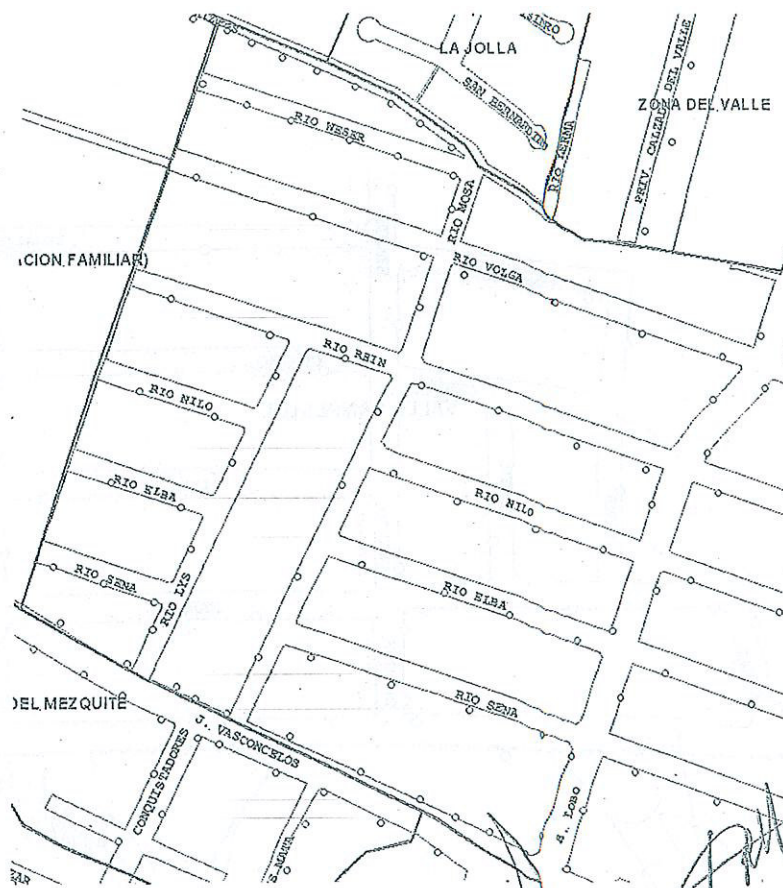 LA JOLLA
SAN BERNARDINO
ZONA DEL VALLE
PRIV. CALZADA DEL VALLE
RIO WESER
RIO MOSA
RIO VOLGA
CION FAMILIAR)
RIO RHIN
RIO NILO
RIO NILO
RIO ELBA
RIO ELBA
RIO SENA
RIO LYS
RIO SENA
DEL MEZQUITE
J. VASCONCELOS
CONQUISTADORES
S. LOBO
S MATA
ZAR